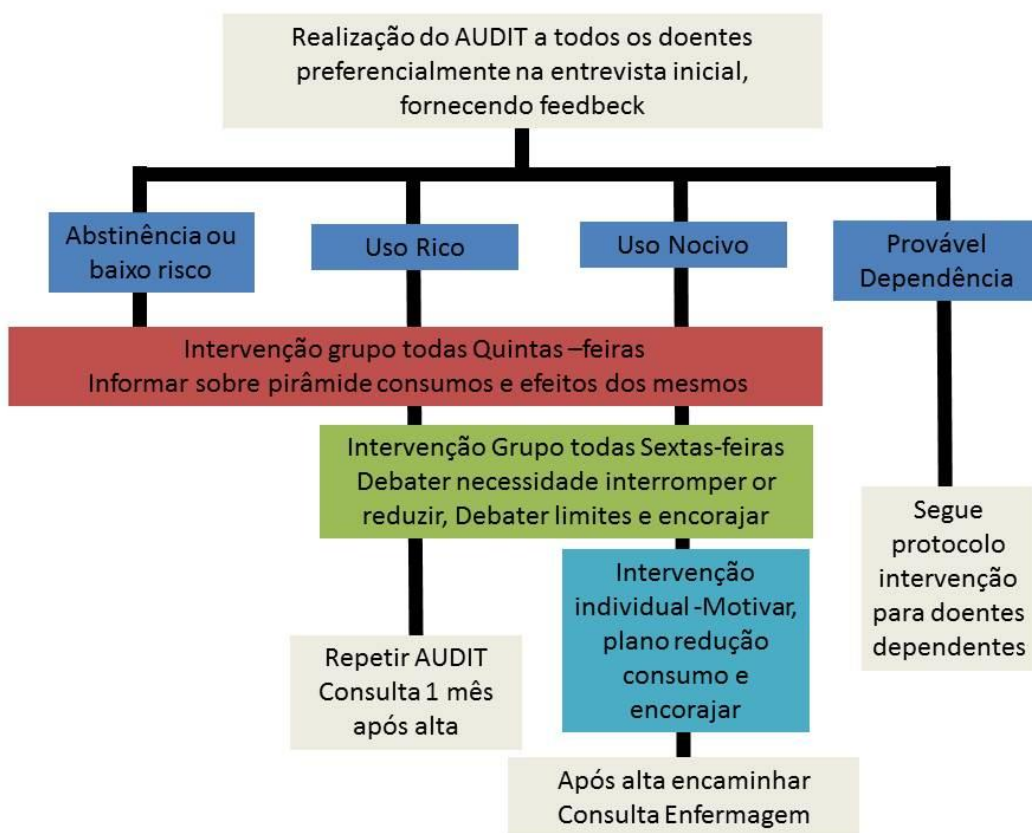 Realização do AUDIT a todos os doentes
preferencialmente na entrevista inicial,
fornecendo feedbeck
Abstinência ou
baixo risco
Uso Rico
Uso Nocivo
Provável
Dependência
Intervenção grupo todas Quintas –feiras
Informar sobre pirâmide consumos e efeitos dos mesmos
Intervenção Grupo todas Sextas-feiras
Debater necessidade interromper or
reduzir, Debater limites e encorajar
Segue
protocolo
intervenção
para doentes
dependentes
Intervenção
individual -Motivar,
plano redução
consumo e
encorajar
Repetir AUDIT
Consulta 1 mês
após alta
Após alta encaminhar
Consulta Enfermagem